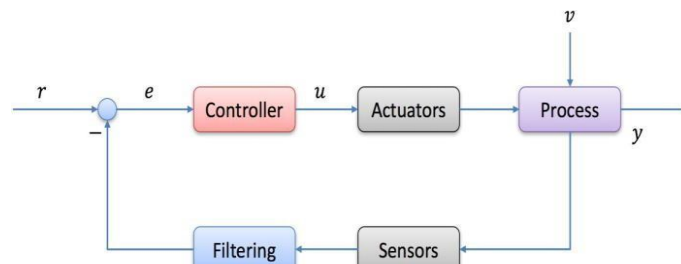 v
r
e
Controller
u
Actuators
Process
−
y
Filtering
Sensors